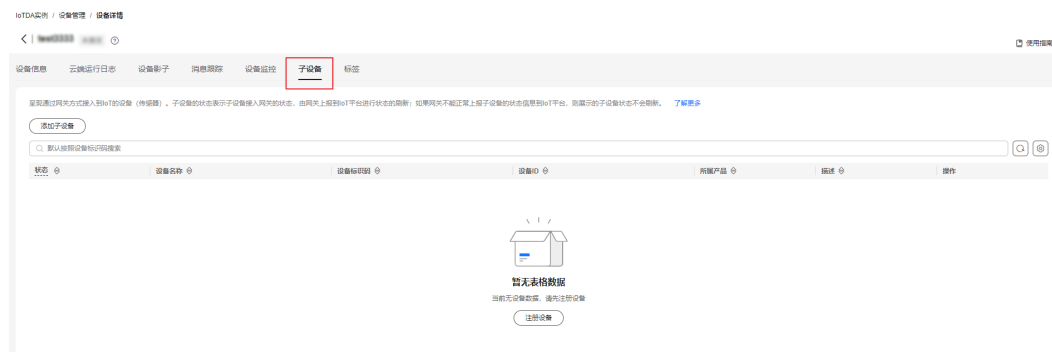 IoTDA实例 / 设备管理 / 设备详情
使用指南
设备信息 云端运行日志 设备影子 消息跟踪 设备监控 子设备 标签
呈现通过网关方式接入到IoT的设备（传感器）。子设备的状态表示子设备接入网关的状态，由网关上报到IoT平台进行状态的刷新；如果网关不能正常上报子设备的状态信息到IoT平台，则展示的子设备状态不会刷新。 了解更多
添加子设备
默认按照设备标识码搜索
状态 设备名称 设备标识码 设备ID 所属产品 描述 操作
暂无表格数据
当前无设备数据，请先注册设备
注册设备